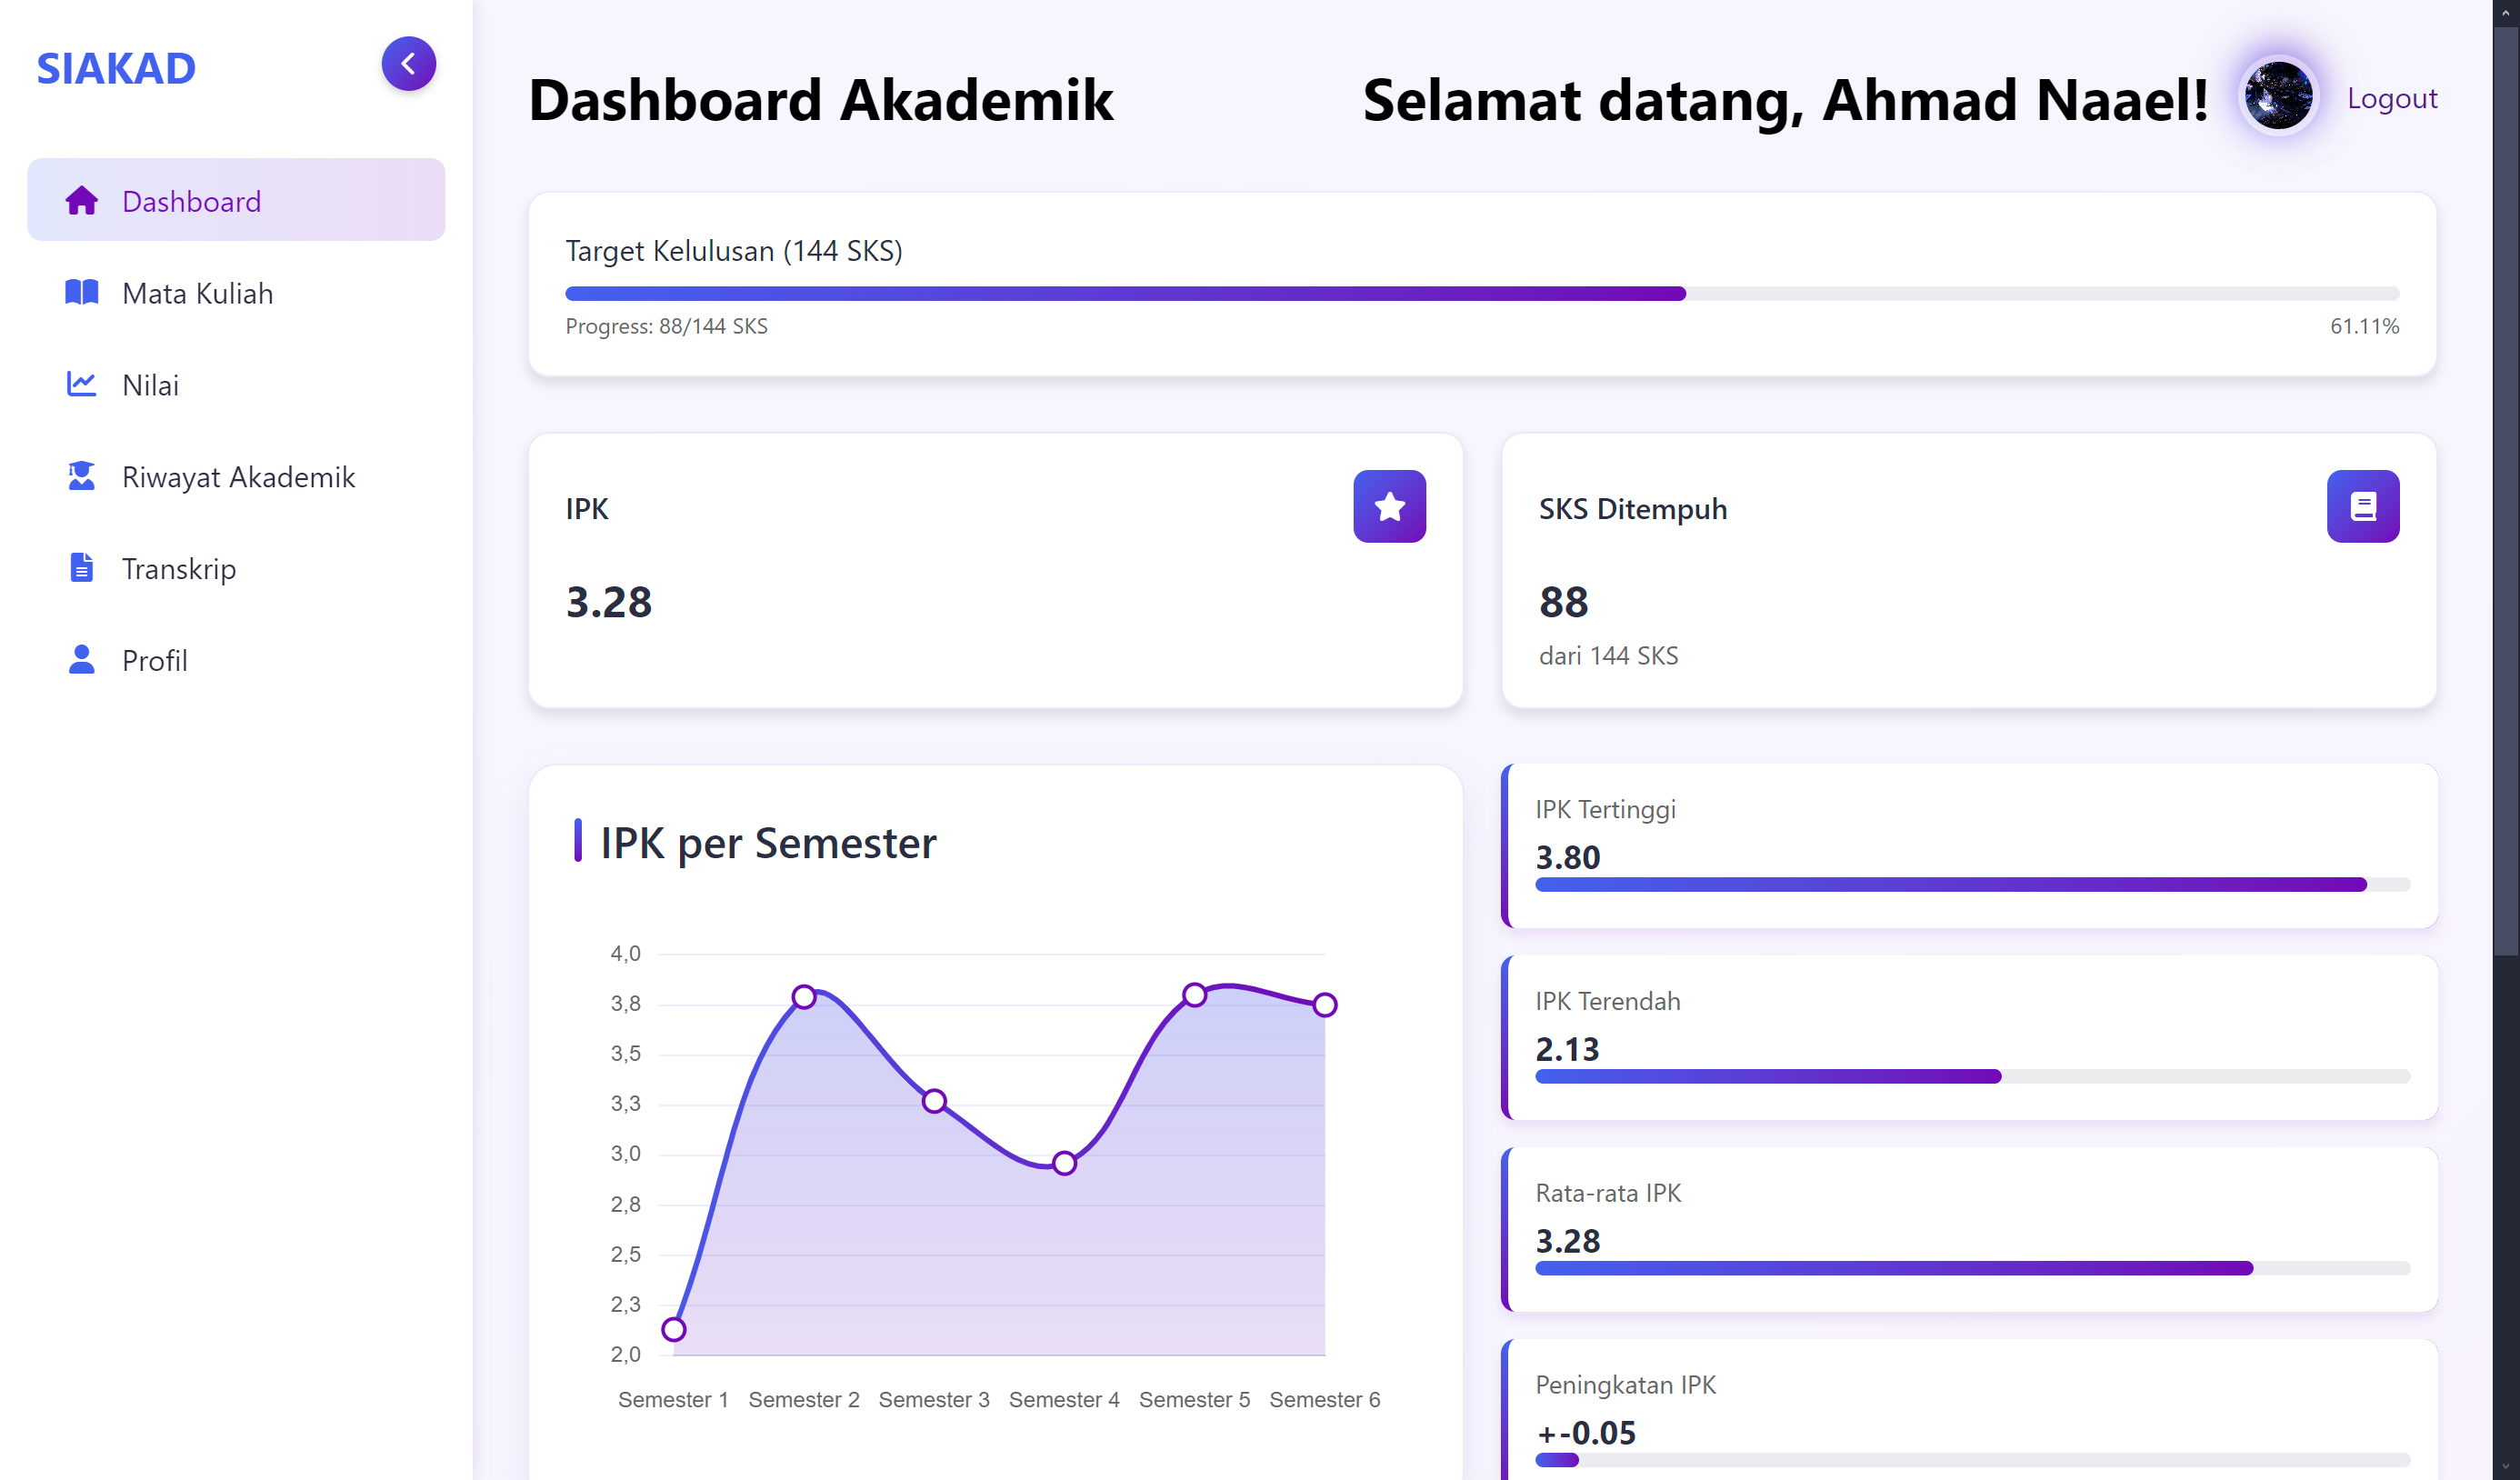 SIAKAD
Dashboard
Mata Kuliah
Nilai
Riwayat Akademik
Transkrip
Profil
Dashboard Akademik
Selamat datang, Ahmad Naael!
Logout
Target Kelulusan (144 SKS)
Progress: 88/144 SKS
61.11%
IPK
3.28
SKS Ditempuh
88
dari 144 SKS
IPK per Semester
4,0
3,8
3,5
3,3
3,0
2,8
2,5
2,3
2,0
Semester 1 Semester 2 Semester 3 Semester 4 Semester 5 Semester 6
IPK Tertinggi
3.80
IPK Terendah
2.13
Rata-rata IPK
3.28
Peningkatan IPK
+-0.05